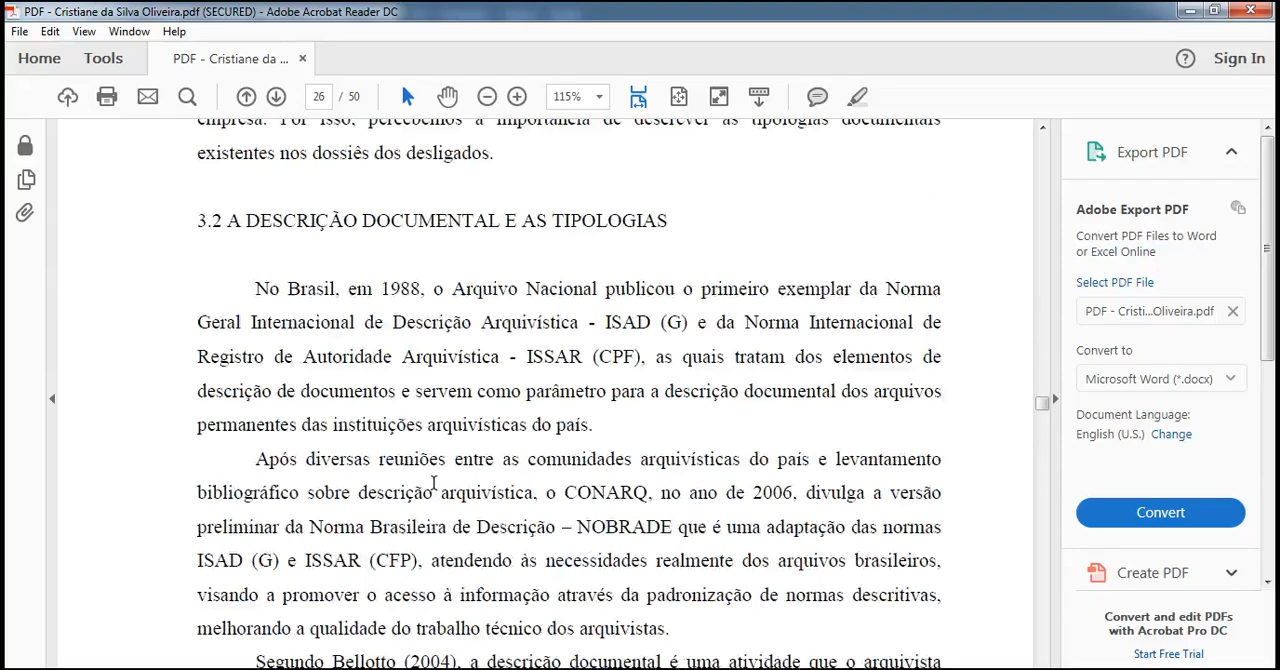 PDF - Cristiane da Silva Oliveira.pdf (SECURED) - Adobe Acrobat Reader DC
File Edit View Window Help
Home Tools PDF - Cristiane da ... × Sign In
26 / 50 115%
empresa. Por isso, percebemos a importância de descrever as tipologias documentais
existentes nos dossiês dos desligados.
3.2 A DESCRIÇÃO DOCUMENTAL E AS TIPOLOGIAS
No Brasil, em 1988, o Arquivo Nacional publicou o primeiro exemplar da Norma
Geral Internacional de Descrição Arquivística - ISAD (G) e da Norma Internacional de
Registro de Autoridade Arquivística - ISSAR (CPF), as quais tratam dos elementos de
descrição de documentos e servem como parâmetro para a descrição documental dos arquivos
permanentes das instituições arquivísticas do país.
Após diversas reuniões entre as comunidades arquivísticas do país e levantamento
bibliográfico sobre descrição arquivística, o CONARQ, no ano de 2006, divulga a versão
preliminar da Norma Brasileira de Descrição – NOBRADE que é uma adaptação das normas
ISAD (G) e ISSAR (CFP), atendendo às necessidades realmente dos arquivos brasileiros,
visando a promover o acesso à informação através da padronização de normas descritivas,
melhorando a qualidade do trabalho técnico dos arquivistas.
Segundo Bellotto (2004), a descrição documental é uma atividade que o arquivista
Export PDF
Adobe Export PDF
Convert PDF Files to Word
or Excel Online
Select PDF File
PDF - Cristi...Oliveira.pdf
Convert to
Microsoft Word (*.docx)
Document Language:
English (U.S.) Change
Convert
Create PDF
Convert and edit PDFs
with Acrobat Pro DC
Start Free Trial